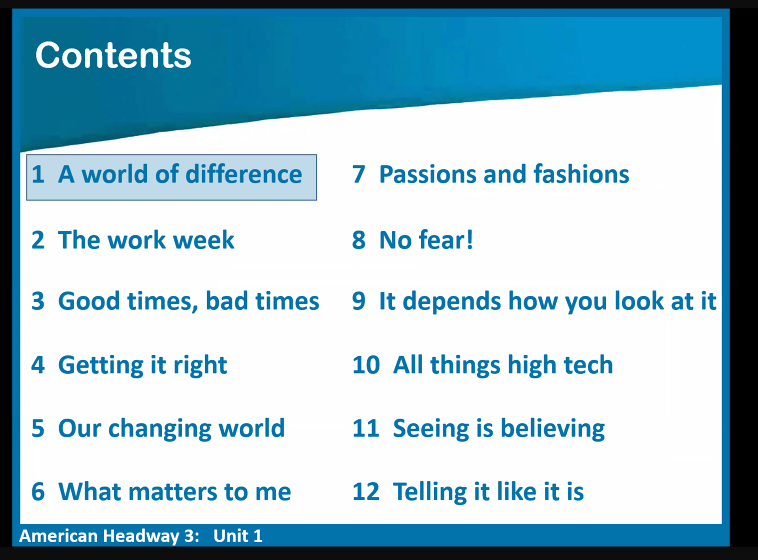 Contents
1 A world of difference
2 The work week
3 Good times, bad times
4 Getting it right
5 Our changing world
6 What matters to me
7 Passions and fashions
8 No fear!
9 It depends how you look at it
10 All things high tech
11 Seeing is believing
12 Telling it like it is
American Headway 3: Unit 1